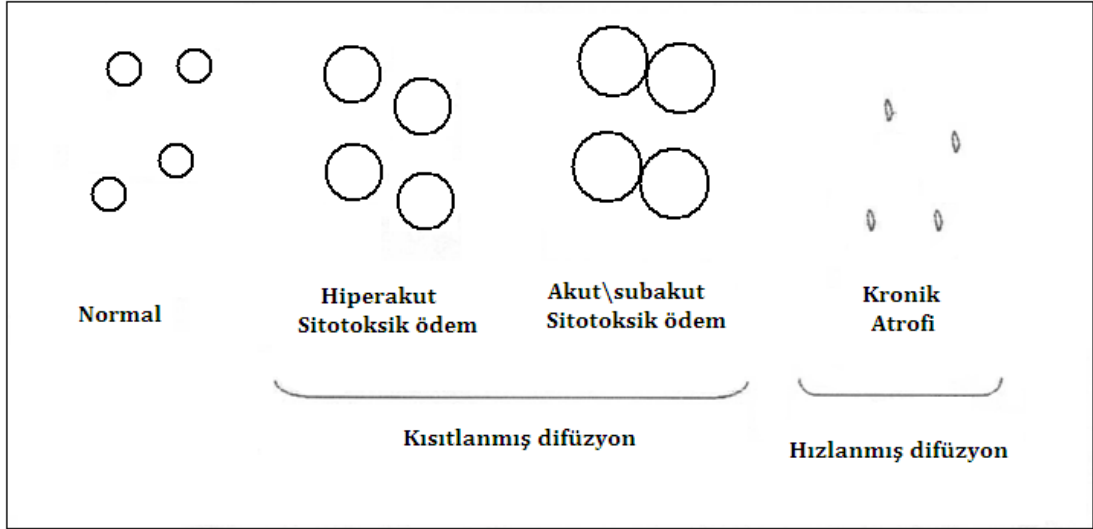 Normal
Hiperakut
Sitotoksik ödem
Akut\subakut
Sitotoksik ödem
Kronik
Atrofi
Kısıtlanmış difüzyon
Hızlanmış difüzyon